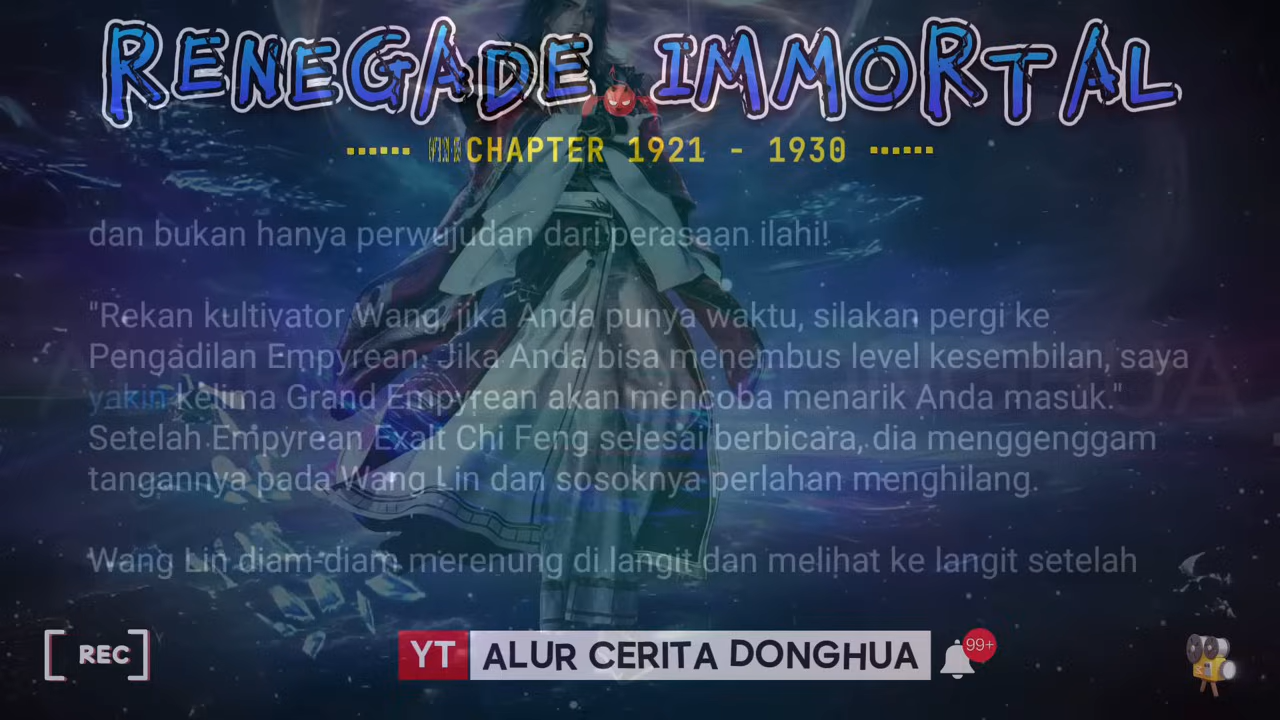 RENEGADE IMMORTAL
CHAPTER 1921 - 1930
dan bukan hanya perwujudan dari perasaan ilahi!
"Rekan kultivator Wang, jika Anda punya waktu, silakan pergi ke
Pengadilan Empyrean. Jika Anda bisa menembus level kesembilan, saya
yakin kelima Grand Empyrean akan mencoba menarik Anda masuk."
Setelah Empyrean Exalt Chi Feng selesai berbicara, dia menggenggam
tangannya pada Wang Lin dan sosoknya perlahan menghilang.
Wang Lin diam-diam merenung di langit dan melihat ke langit setelah
REC
YT ALUR CERITA DONGHUA
99+